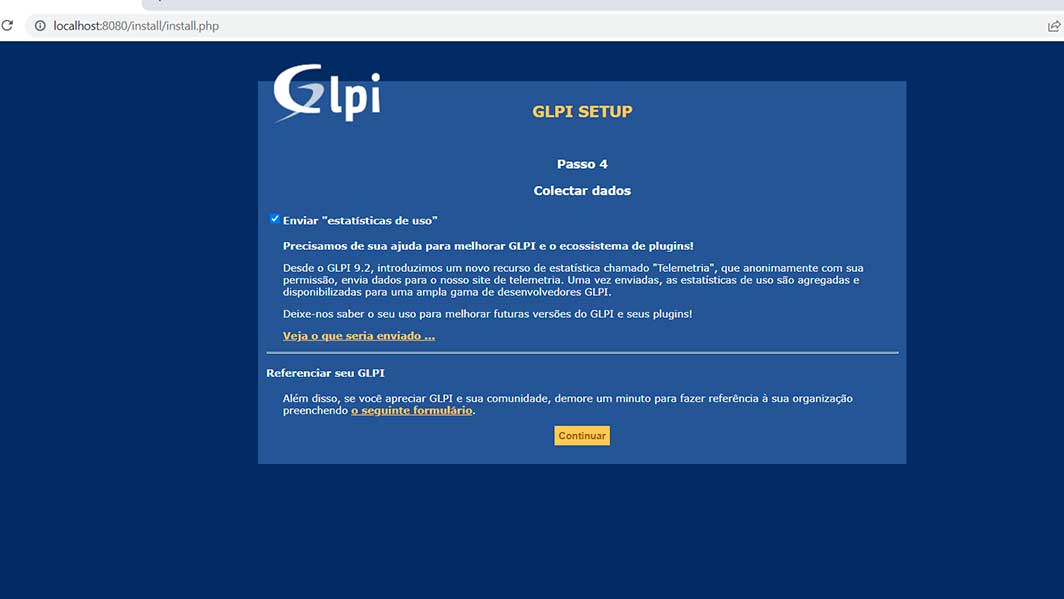 localhost:8080/install/install.php
Glpi
GLPI SETUP
Passo 4
Colectar dados
Enviar "estatísticas de uso"
Precisamos de sua ajuda para melhorar GLPI e o ecossistema de plugins!
Desde o GLPI 9.2, introduzimos um novo recurso de estatística chamado "Telemetria", que anonimamente com sua
permissão, envia dados para o nosso site de telemetria. Uma vez enviadas, as estatísticas de uso são agregadas e
disponibilizadas para uma ampla gama de desenvolvedores GLPI.
Deixe-nos saber o seu uso para melhorar futuras versões do GLPI e seus plugins!
Veja o que seria enviado ...
Referenciar seu GLPI
Além disso, se você apreciar GLPI e sua comunidade, demore um minuto para fazer referência à sua organização
preenchendo o seguinte formulário.
Continuar